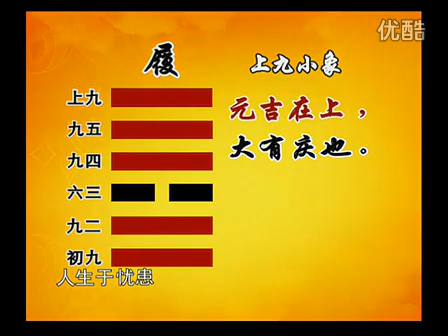 优酷
履
上九小象
元吉在上，
大有庆也。
上九
九五
九四
六三
九二
初九
人生于忧患